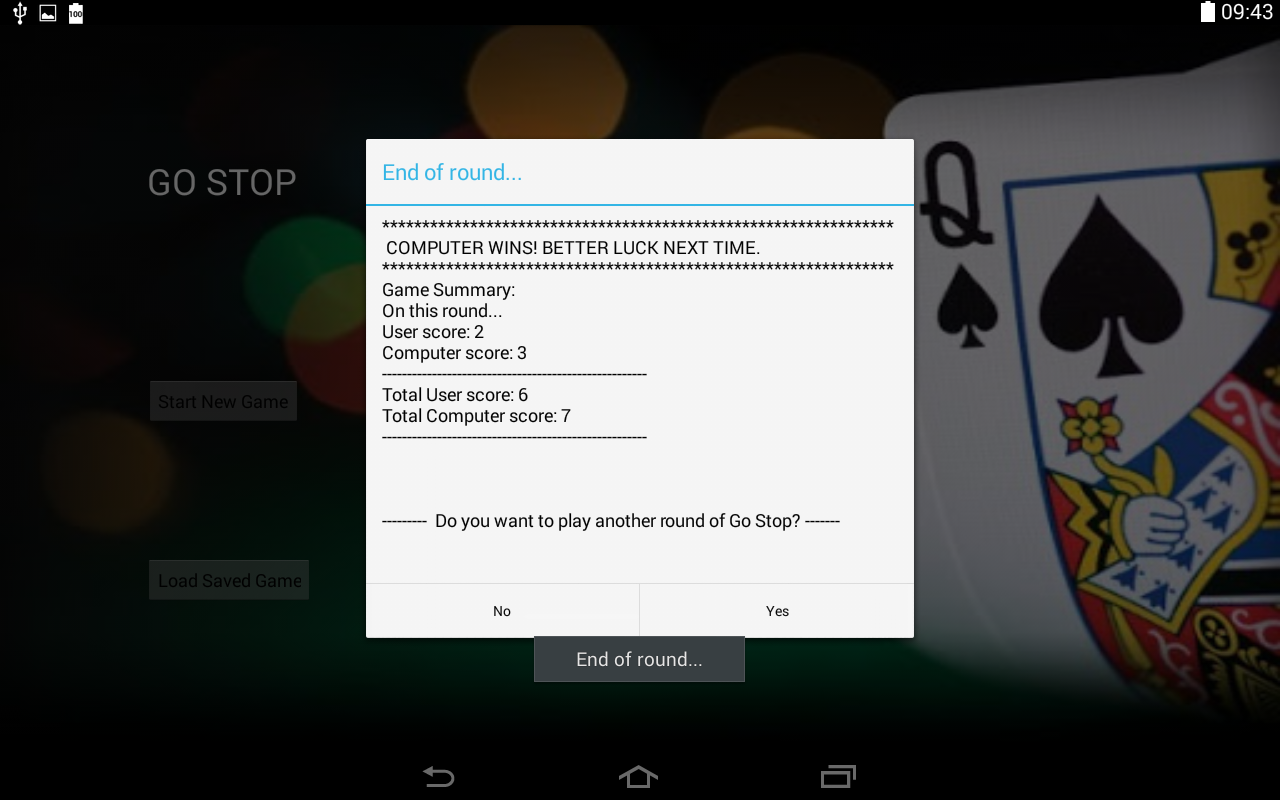 100
09:43
GO STOP
Start New Game
Load Saved Game
End of round...
****************************************************************
COMPUTER WINS! BETTER LUCK NEXT TIME.
****************************************************************
Game Summary:
On this round...
User score: 2
Computer score: 3
-----------------------------------------------------
Total User score: 6
Total Computer score: 7
-----------------------------------------------------
--------- Do you want to play another round of Go Stop? -------
No
Yes
End of round...
Q